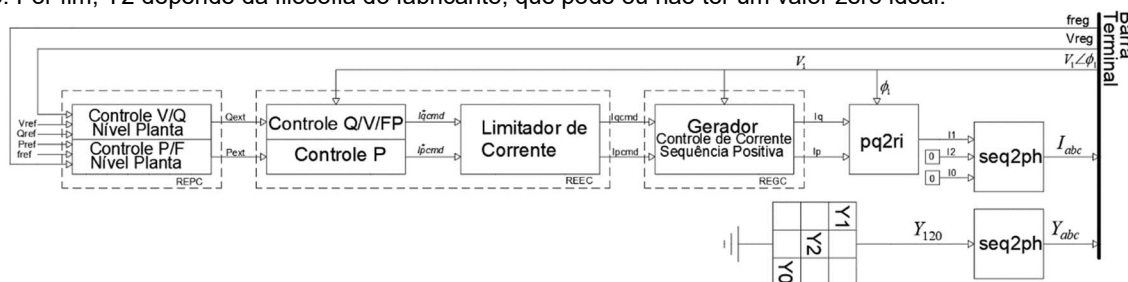 . Por fim, Y2 depende da filosofia do fabricante, que pode ou não ter um valor zero ideal.
freg
Vreg
V₁∠ϕ₁
Barra
Terminal
V₁
ϕ₁
Vref
Qref
Pref
fref
Controle V/Q
Nível Planta
Controle P/F
Nível Planta
REPC
Qext
Pext
Controle Q/V/FP
Controle P
Iqcmd
Ipcmd
Limitador de
Corrente
REEC
Iqcmd
Ipcmd
Gerador
Controle de Corrente
Sequência Positiva
REGC
Iq
Ip
pq2ri
I1
0 I2
0 I0
seq2ph
Iabc
Y1
Y2
Y0
Y120
seq2ph
Yabc